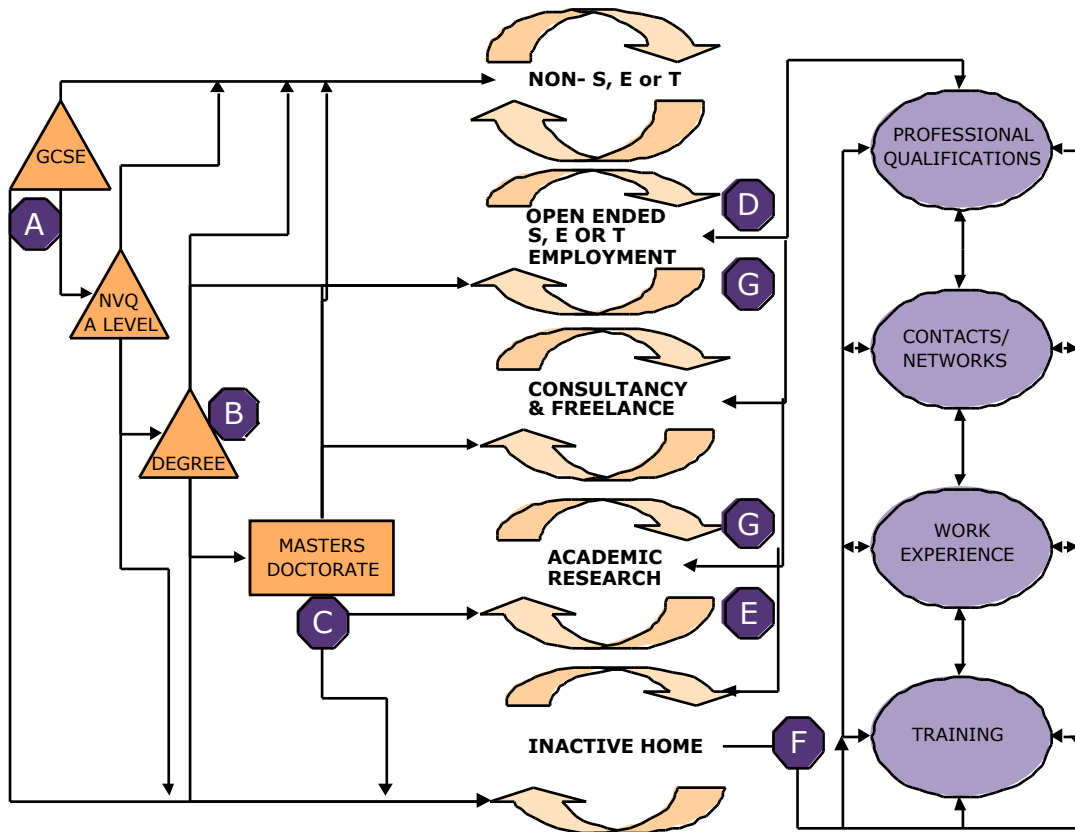 NON- S, E or T
GCSE
PROFESSIONAL
QUALIFICATIONS
A
D
OPEN ENDED
S, E OR T
EMPLOYMENT
G
NVQ
A LEVEL
CONTACTS/
NETWORKS
CONSULTANCY
& FREELANCE
B
DEGREE
G
MASTERS
DOCTORATE
ACADEMIC
RESEARCH
WORK
EXPERIENCE
C
E
INACTIVE HOME
F
TRAINING